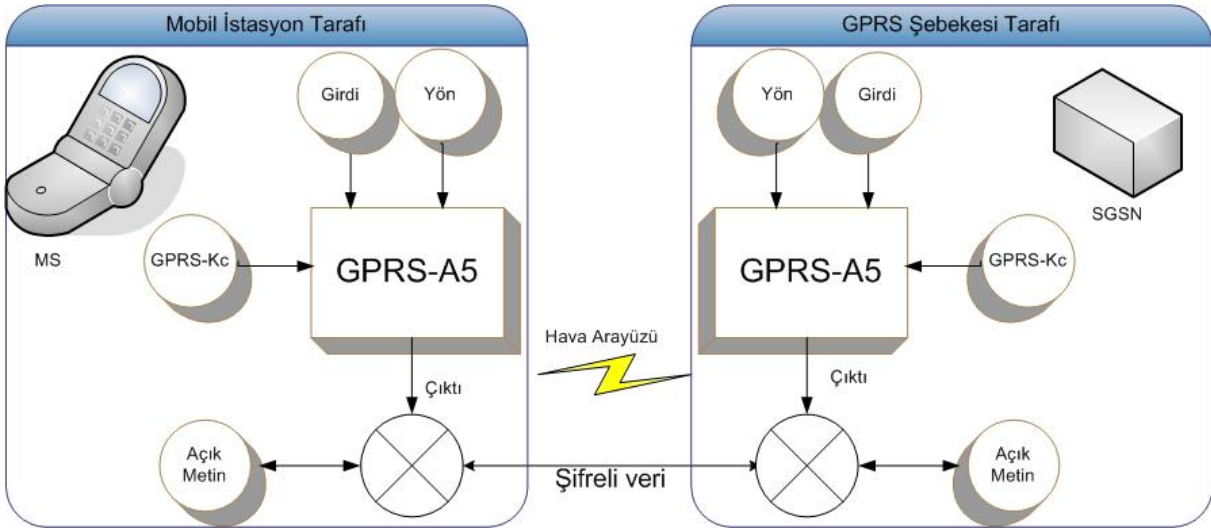 Mobil İstasyon Tarafı
GPRS Şebekesi Tarafı
Girdi
Yön
Yön
Girdi
MS
SGSN
GPRS-Kc
GPRS-A5
GPRS-A5
GPRS-Kc
Hava Arayüzü
Çıktı
Çıktı
Açık
Metin
Şifreli veri
Açık
Metin